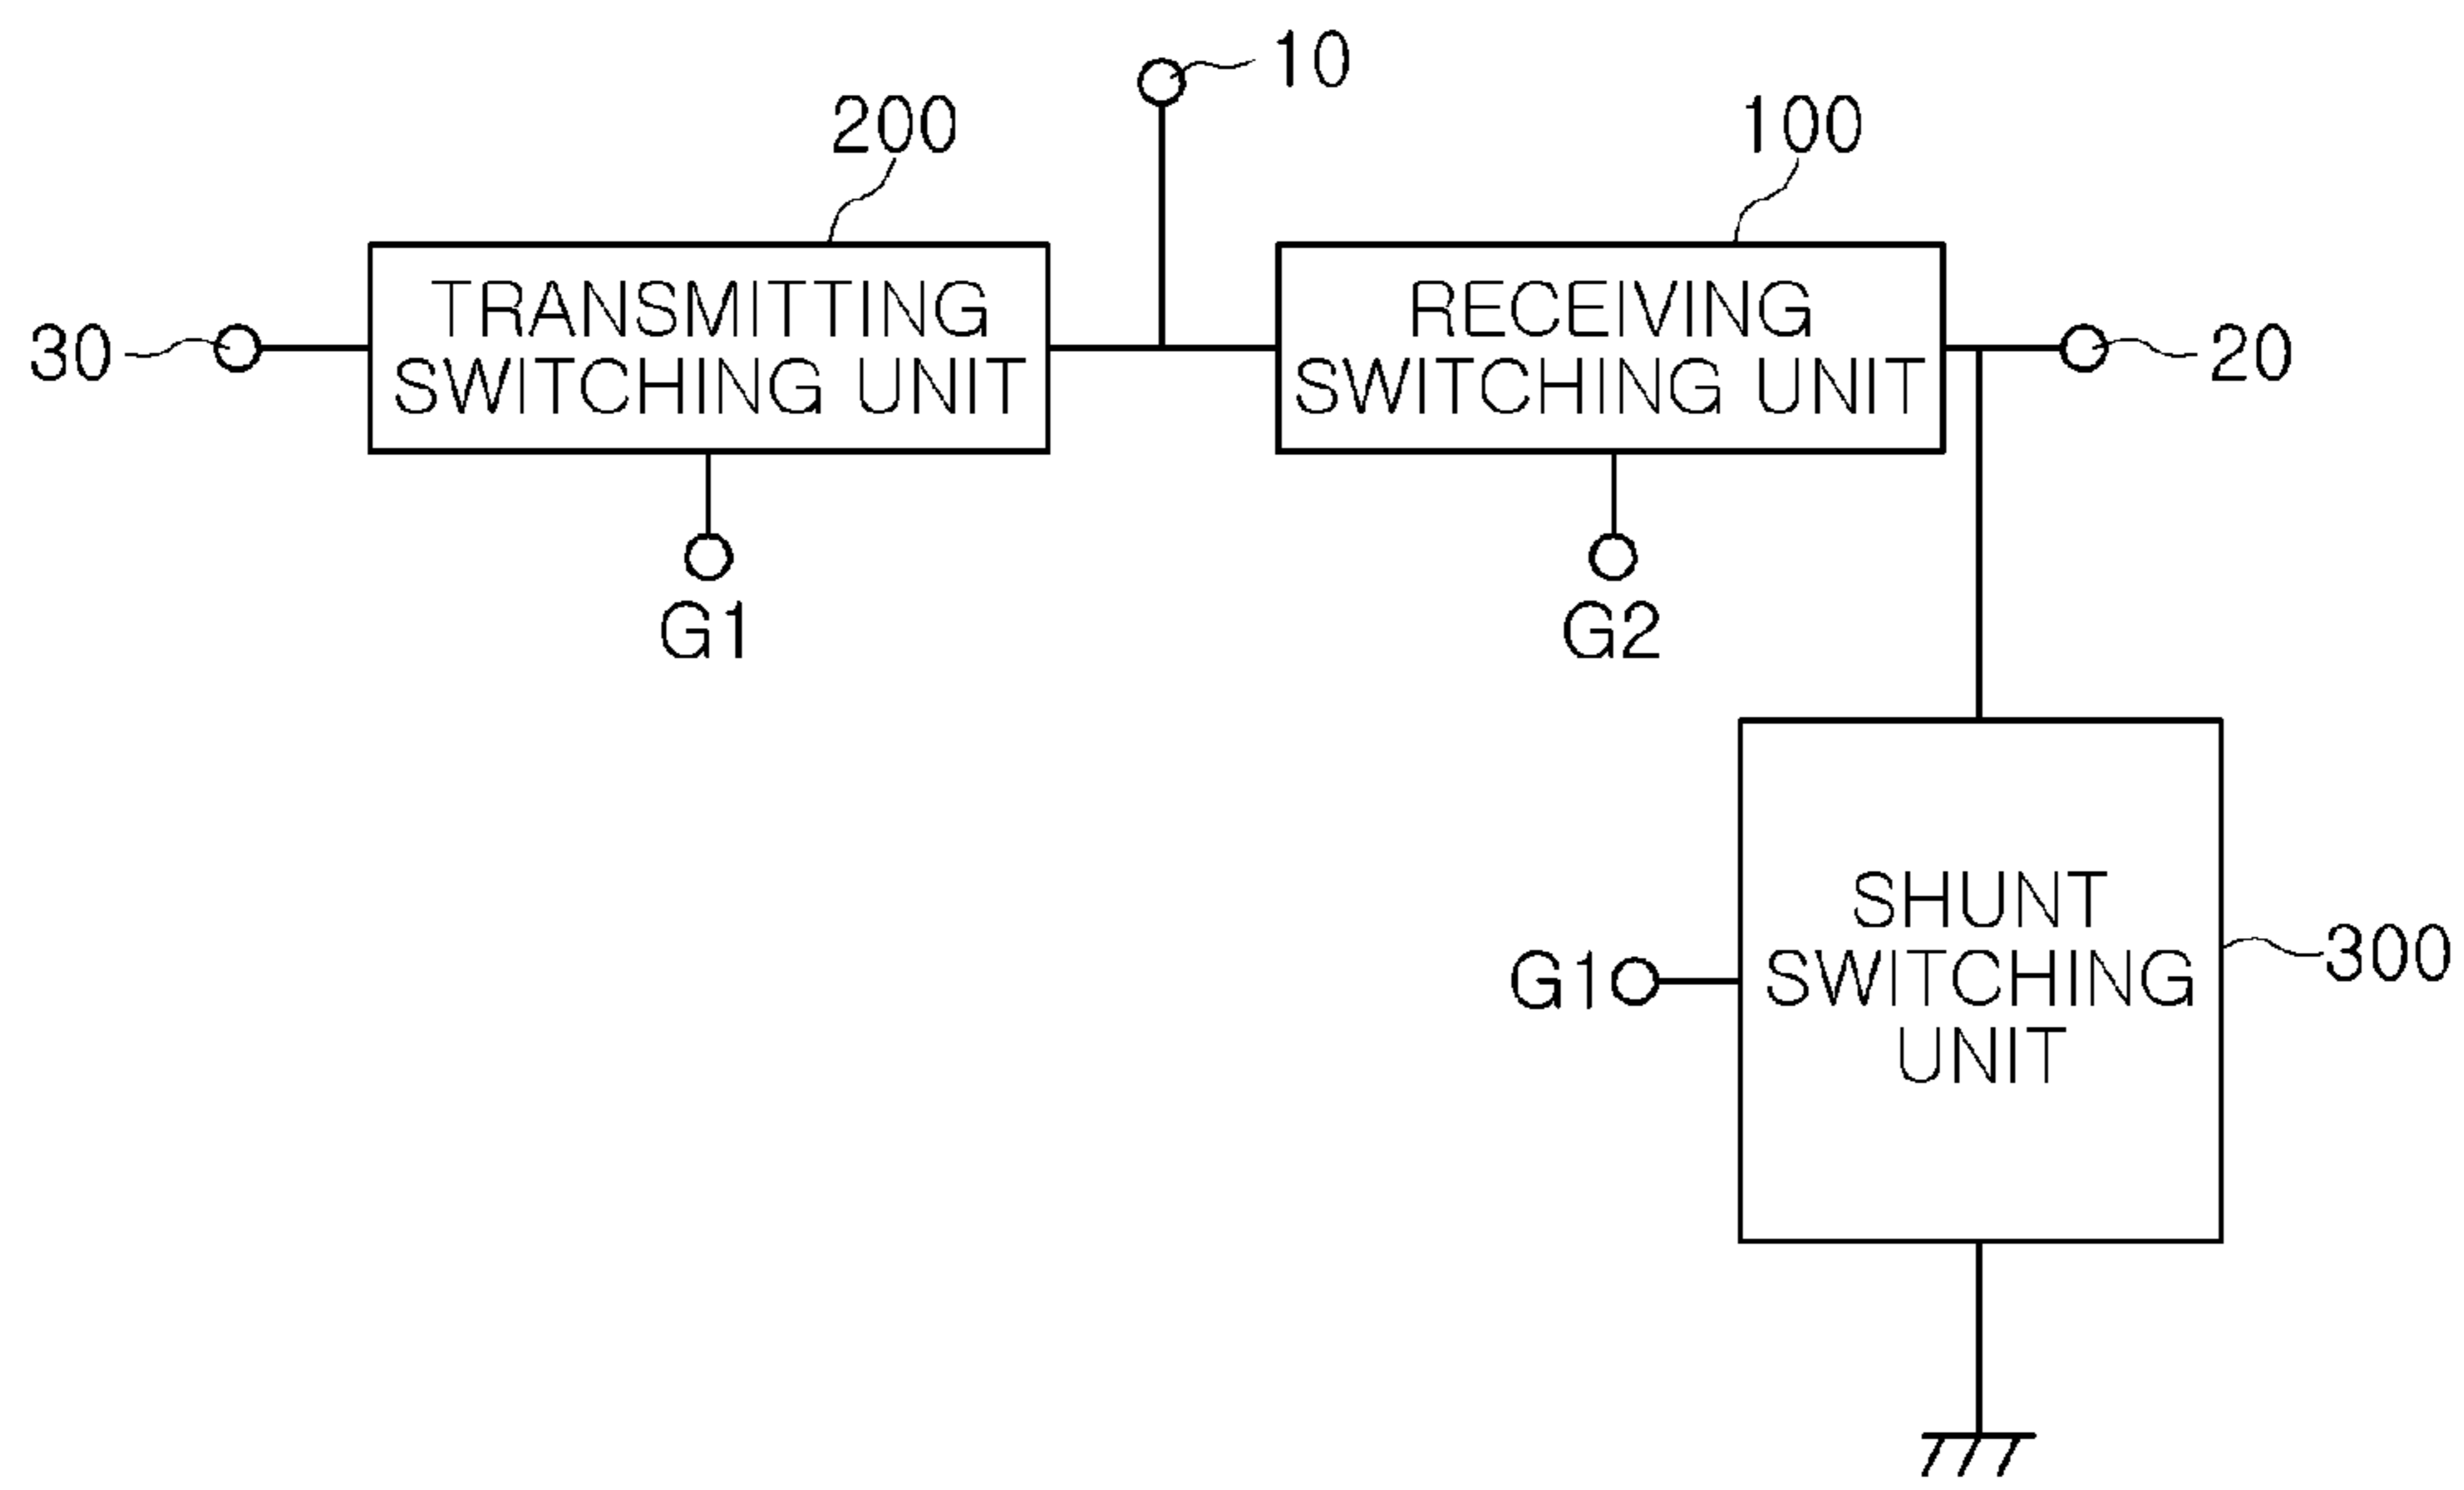 10
200
100
TRANSMITTING
SWITCHING UNIT
RECEIVING
SWITCHING UNIT
30
20
G1
G2
SHUNT
SWITCHING
UNIT
G1
300